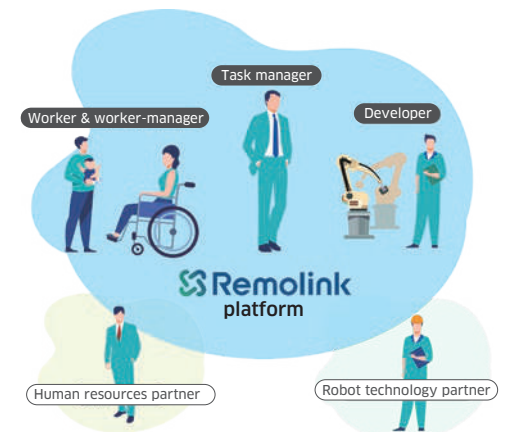 Task manager
Worker & worker-manager
Developer
Remolink
platform
Human resources partner
Robot technology partner